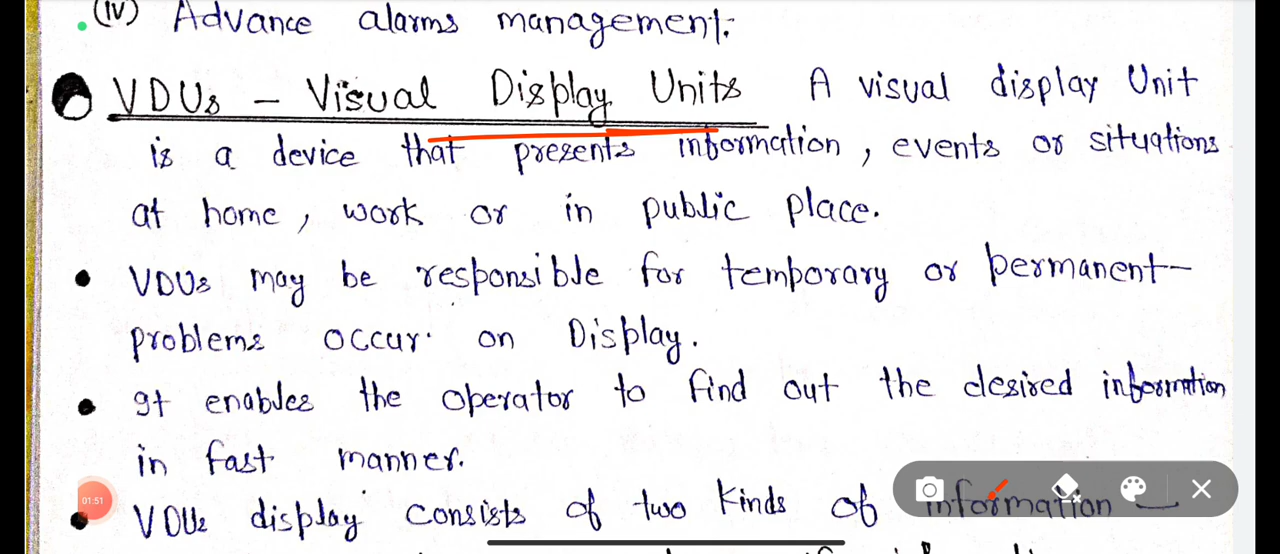 (iv) Advance alarms management:
VDUs – Visual Display Units A visual display Unit
is a device that presents information, events or situations
at home, work or in public place.
• VDUs may be responsible for temporary or permanent
problems occur on Display.
• It enables the operator to find out the desired information
in fast manner.
01:51
• VDUs display consists of two kinds of information —